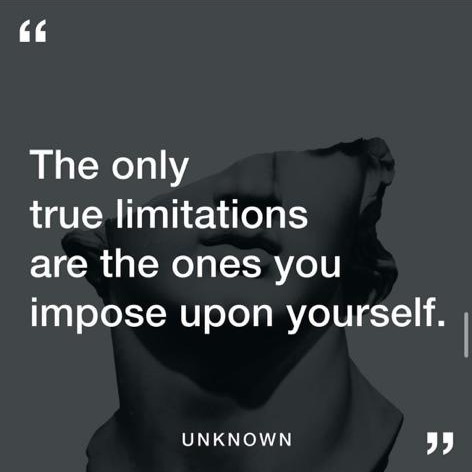 “
The only
true limitations
are the ones you
impose upon yourself.
UNKNOWN
”